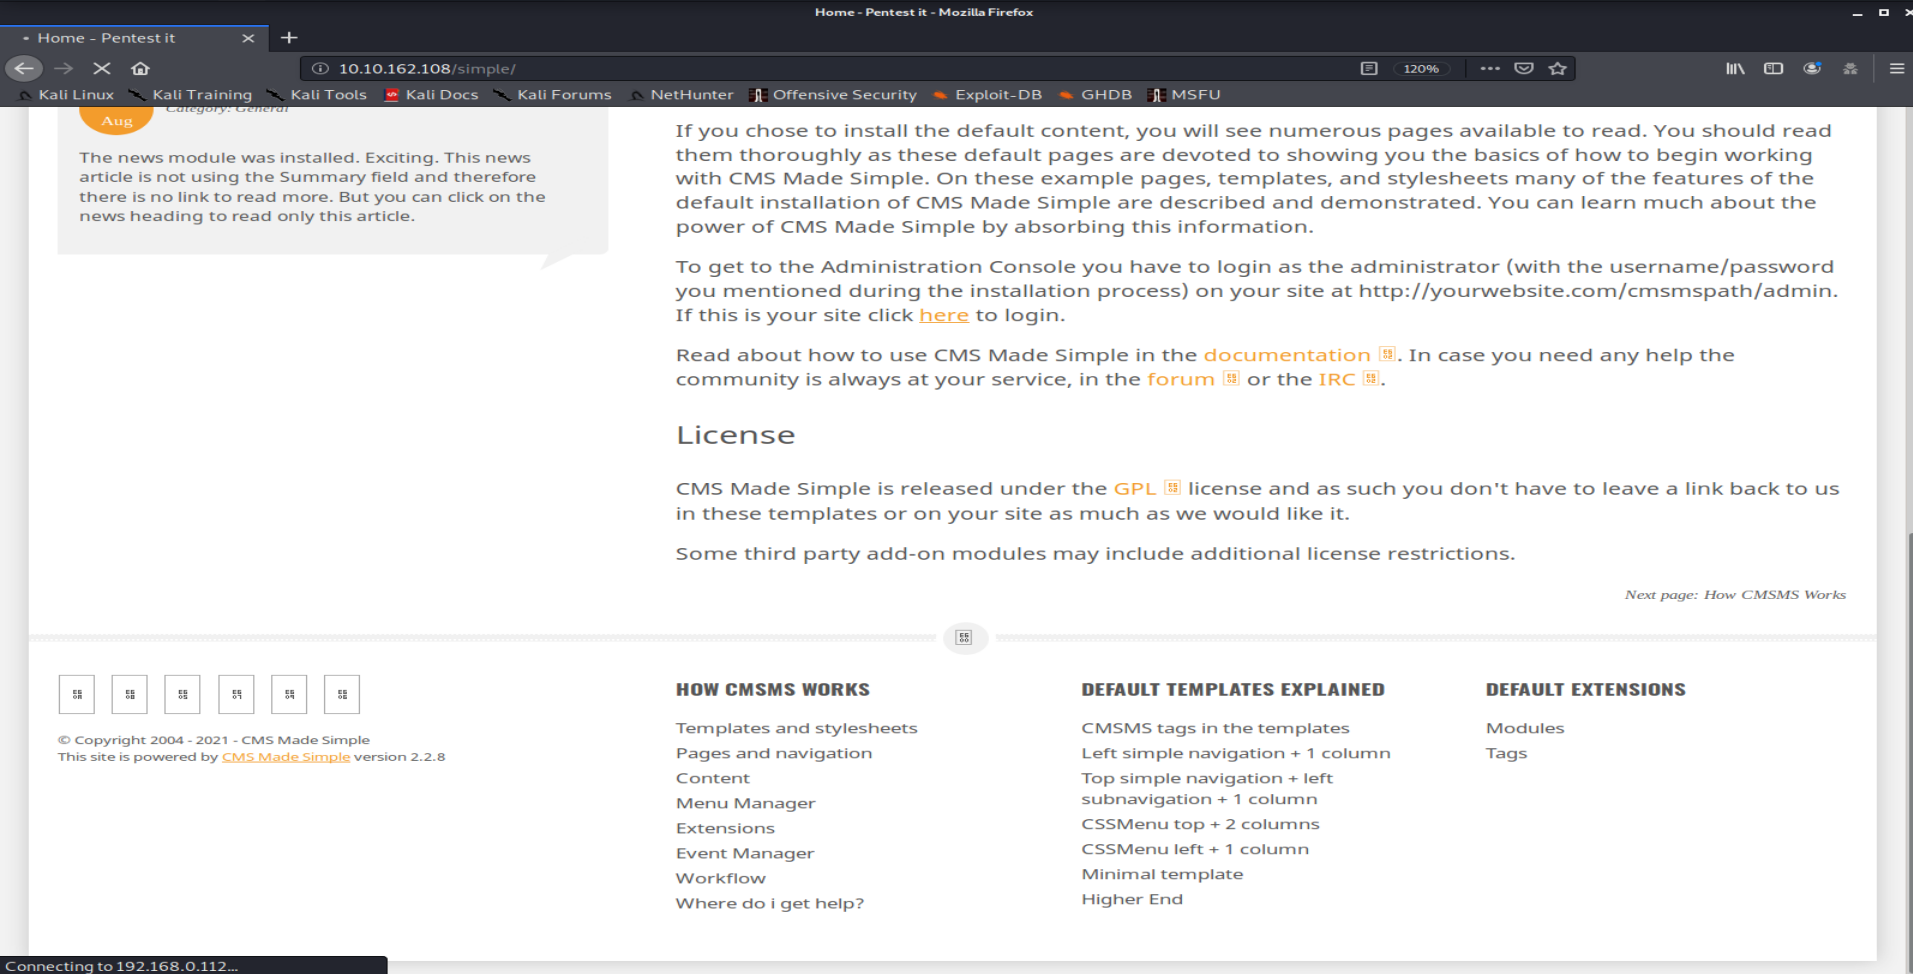 Home - Pentest it - Mozilla Firefox
Home - Pentest it
10.10.162.108/simple/
120%
Kali Linux Kali Training Kali Tools Kali Docs Kali Forums NetHunter Offensive Security Exploit-DB GHDB MSFU
Category: General
Aug
The news module was installed. Exciting. This news
article is not using the Summary field and therefore
there is no link to read more. But you can click on the
news heading to read only this article.
If you chose to install the default content, you will see numerous pages available to read. You should read
them thoroughly as these default pages are devoted to showing you the basics of how to begin working
with CMS Made Simple. On these example pages, templates, and stylesheets many of the features of the
default installation of CMS Made Simple are described and demonstrated. You can learn much about the
power of CMS Made Simple by absorbing this information.
To get to the Administration Console you have to login as the administrator (with the username/password
you mentioned during the installation process) on your site at http://yourwebsite.com/cmsmspath/admin.
If this is your site click here to login.
Read about how to use CMS Made Simple in the documentation . In case you need any help the
community is always at your service, in the forum or the IRC .
License
CMS Made Simple is released under the GPL license and as such you don't have to leave a link back to us
in these templates or on your site as much as we would like it.
Some third party add-on modules may include additional license restrictions.
Next page: How CMSMS Works
© Copyright 2004 - 2021 - CMS Made Simple
This site is powered by CMS Made Simple version 2.2.8
HOW CMSMS WORKS
Templates and stylesheets
Pages and navigation
Content
Menu Manager
Extensions
Event Manager
Workflow
Where do i get help?
DEFAULT TEMPLATES EXPLAINED
CMSMS tags in the templates
Left simple navigation + 1 column
Top simple navigation + left
subnavigation + 1 column
CSSMenu top + 2 columns
CSSMenu left + 1 column
Minimal template
Higher End
DEFAULT EXTENSIONS
Modules
Tags
Connecting to 192.168.0.112...